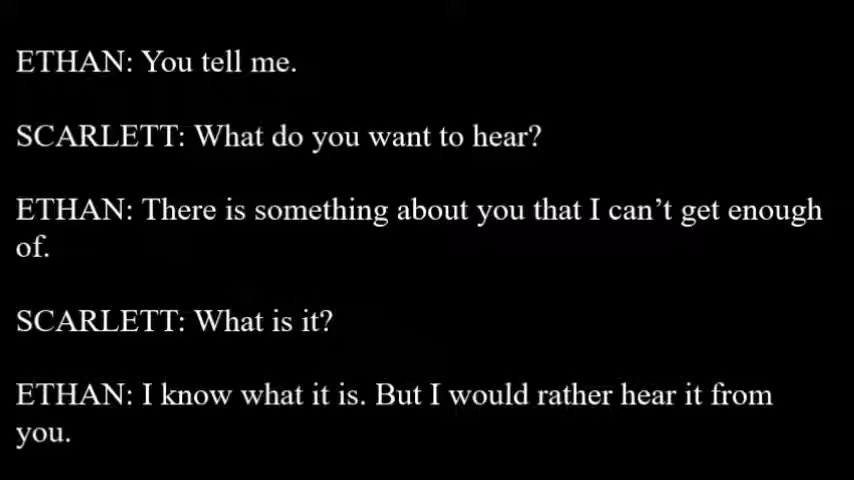 ETHAN: You tell me.
SCARLETT: What do you want to hear?
ETHAN: There is something about you that I can’t get enough
of.
SCARLETT: What is it?
ETHAN: I know what it is. But I would rather hear it from
you.